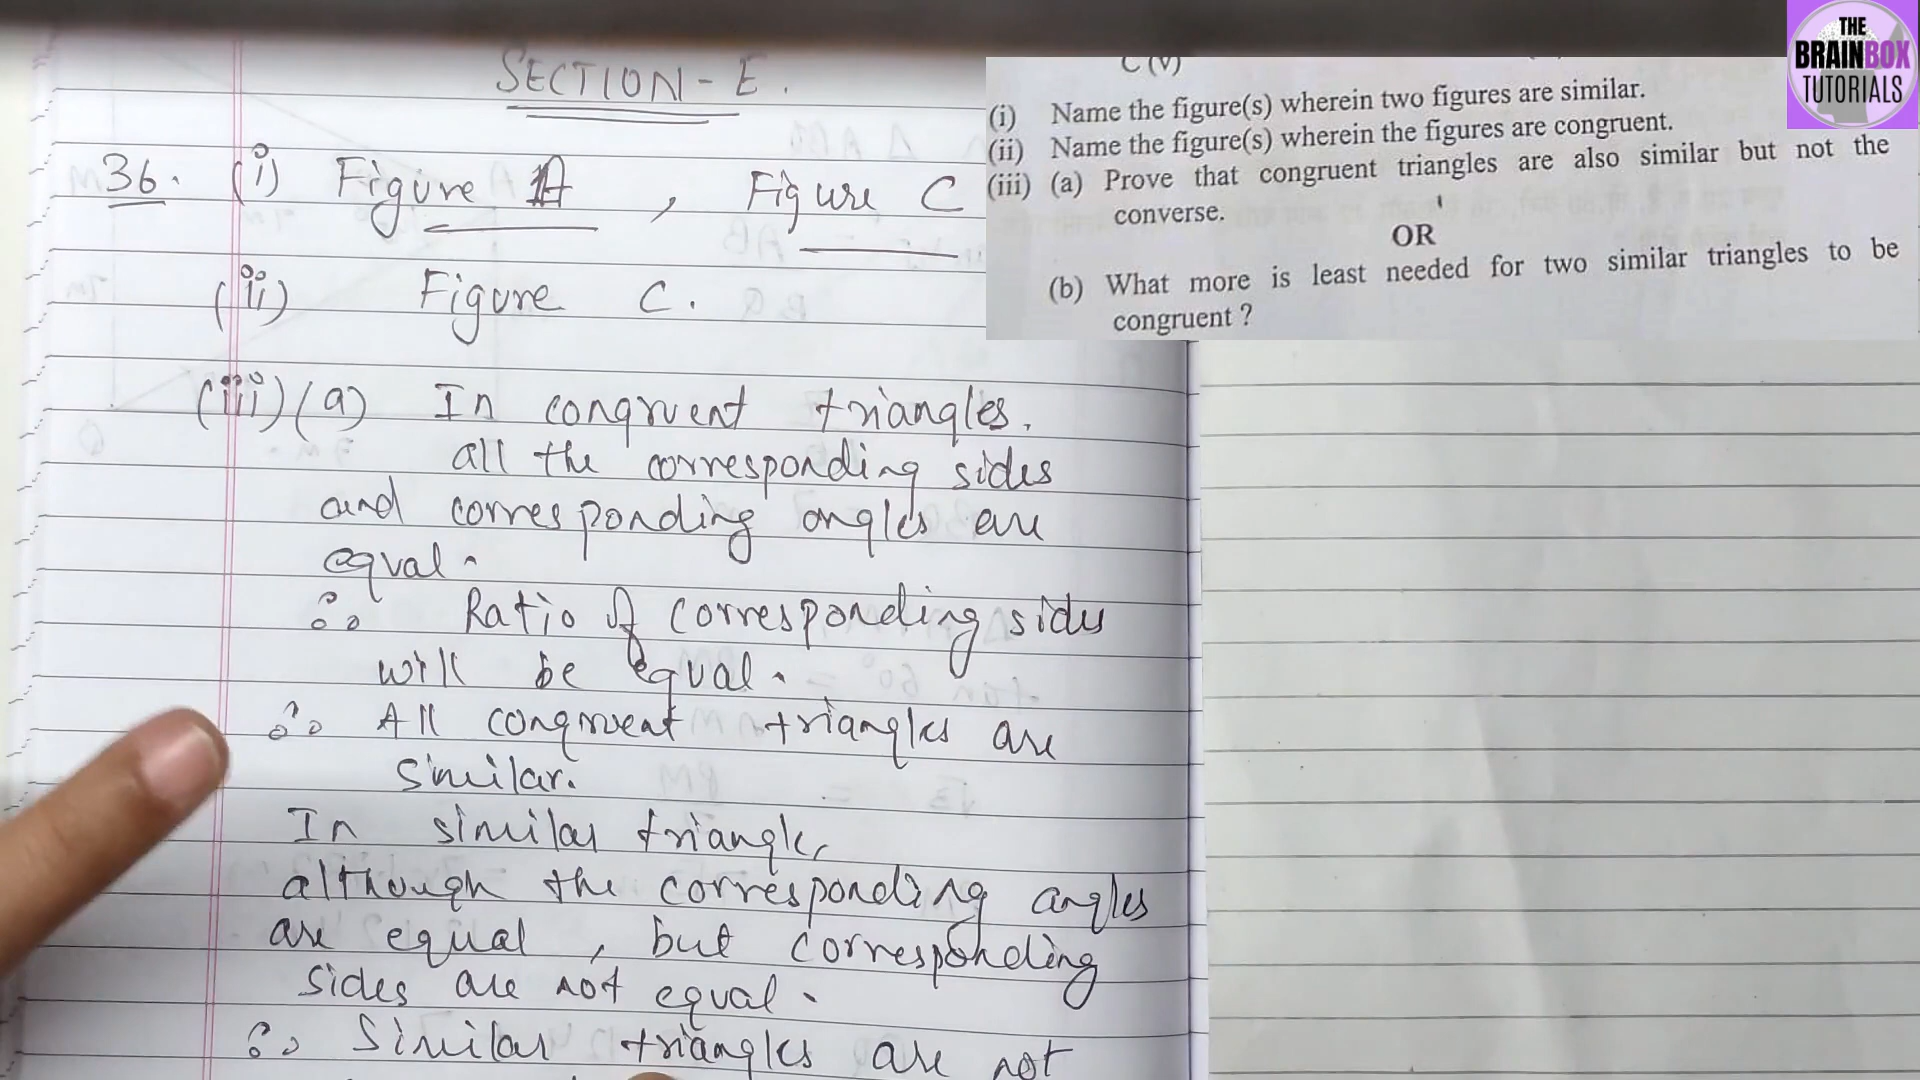 SECTION-E.
36. (i) Figure A, Figure C
(ii) Figure C.
(iii) (a) In congruent triangles,
all the corresponding sides
and corresponding angles are
equal.
∴ Ratio of corresponding sides
will be equal.
∴ All congruent triangles are
similar.
In similar triangle,
although the corresponding angles
are equal, but corresponding
sides are not equal.
∴ Similar triangles are not
C (V)
(i) Name the figure(s) wherein two figures are similar.
(ii) Name the figure(s) wherein the figures are congruent.
(iii) (a) Prove that congruent triangles are also similar but not the
converse.
OR
(b) What more is least needed for two similar triangles to be
congruent ?
THE
BRAINBOX
TUTORIALS